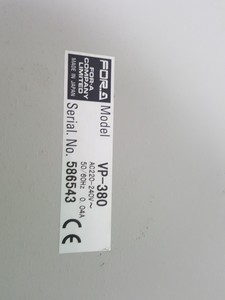 FOR.A
FOR-A
COMPANY
LIMITED
MADE IN JAPAN
Model VP-380
AC220-240V~
50/60Hz 0.04A
Serial. No. 586543
CE